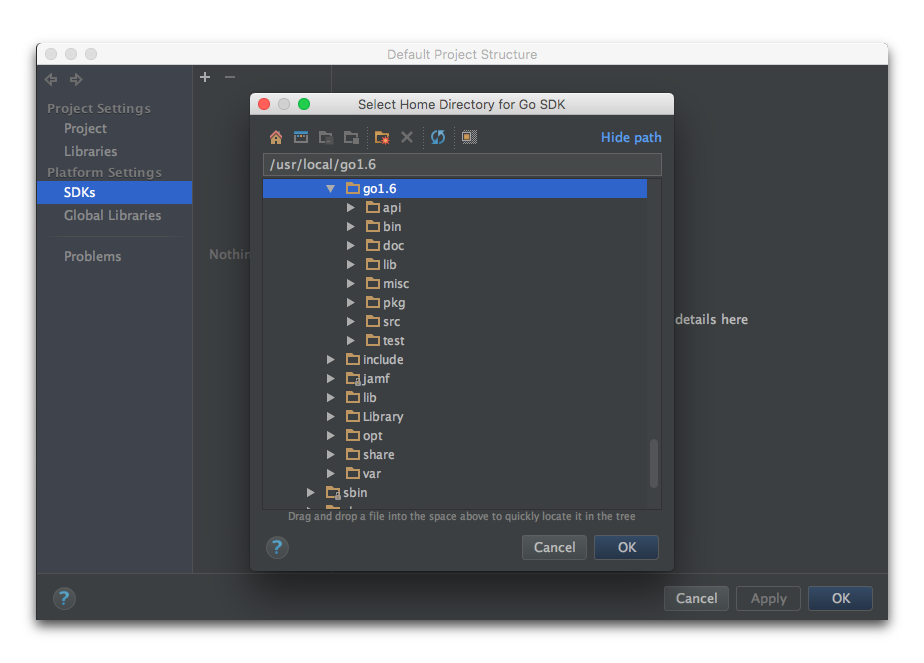 Default Project Structure
Project Settings
Project
Libraries
Platform Settings
SDKs
Global Libraries
Problems
Nothin
details here
Select Home Directory for Go SDK
Hide path
/usr/local/go1.6
go1.6
api
bin
doc
lib
misc
pkg
src
test
include
jamf
lib
Library
opt
share
var
sbin
Drag and drop a file into the space above to quickly locate it in the tree
?
Cancel
OK
?
Cancel
Apply
OK